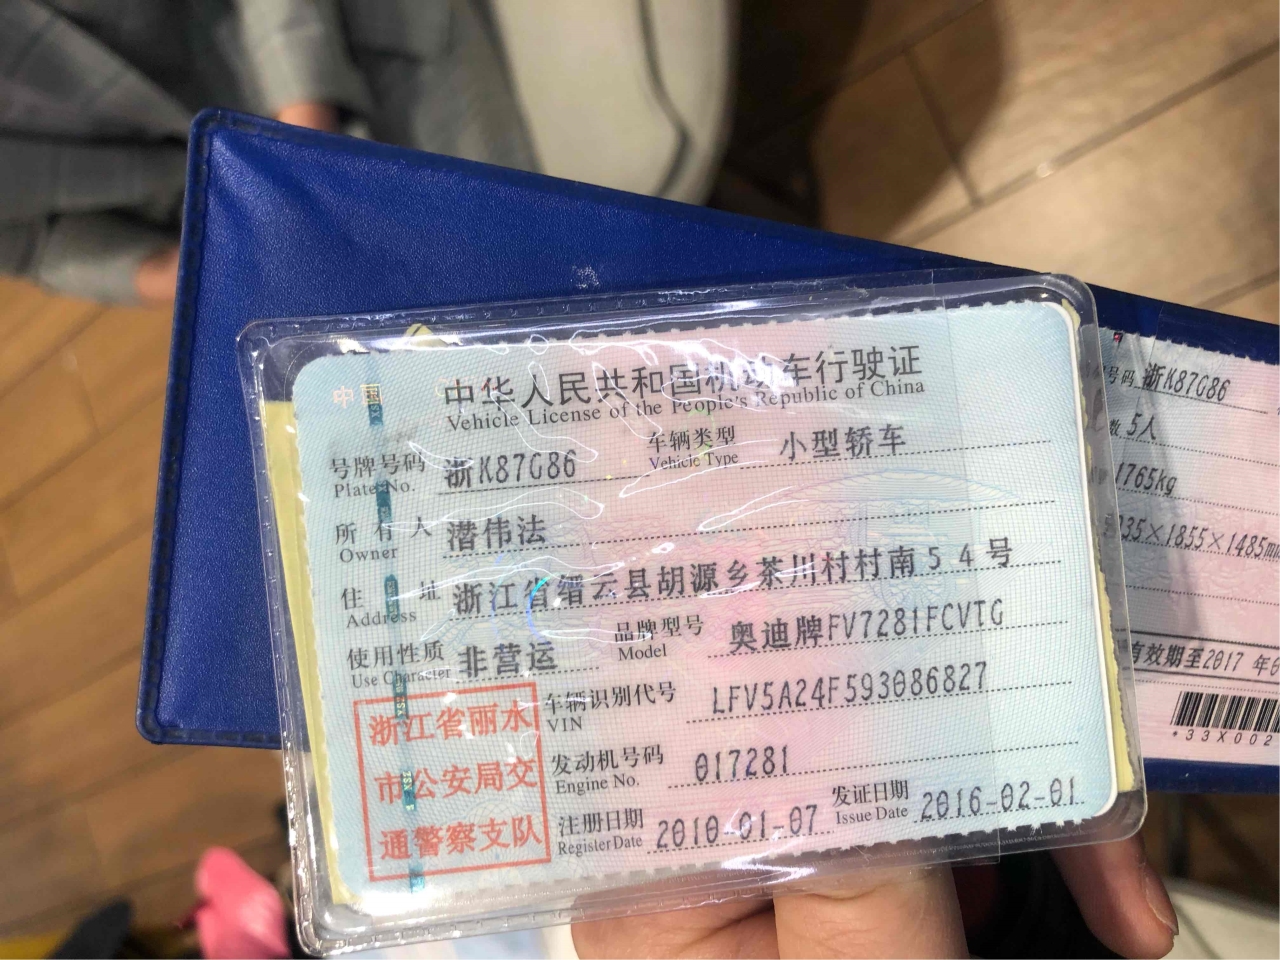 中国
中华人民共和国机动车行驶证
Vehicle License of the People's Republic of China
号牌号码 浙K87G86 车辆类型 小型轿车
Plate No. Vehicle Type
所有人 潜伟法
Owner
住址 浙江省缙云县胡源乡茶川村村南54号
Address
使用性质 非营运 品牌型号 奥迪牌FV7281FCVTG
Use Character Model
车辆识别代号 LFV5A24F593086827
VIN
发动机号码 017281
Engine No.
注册日期 2010-01-07 发证日期 2016-02-01
Register Date Issue Date
浙江省丽水
市公安局交
通警察支队
号码 浙K87G86
数 5人
1765kg
35×1855×1485m
有效期至2017 年
*33X002